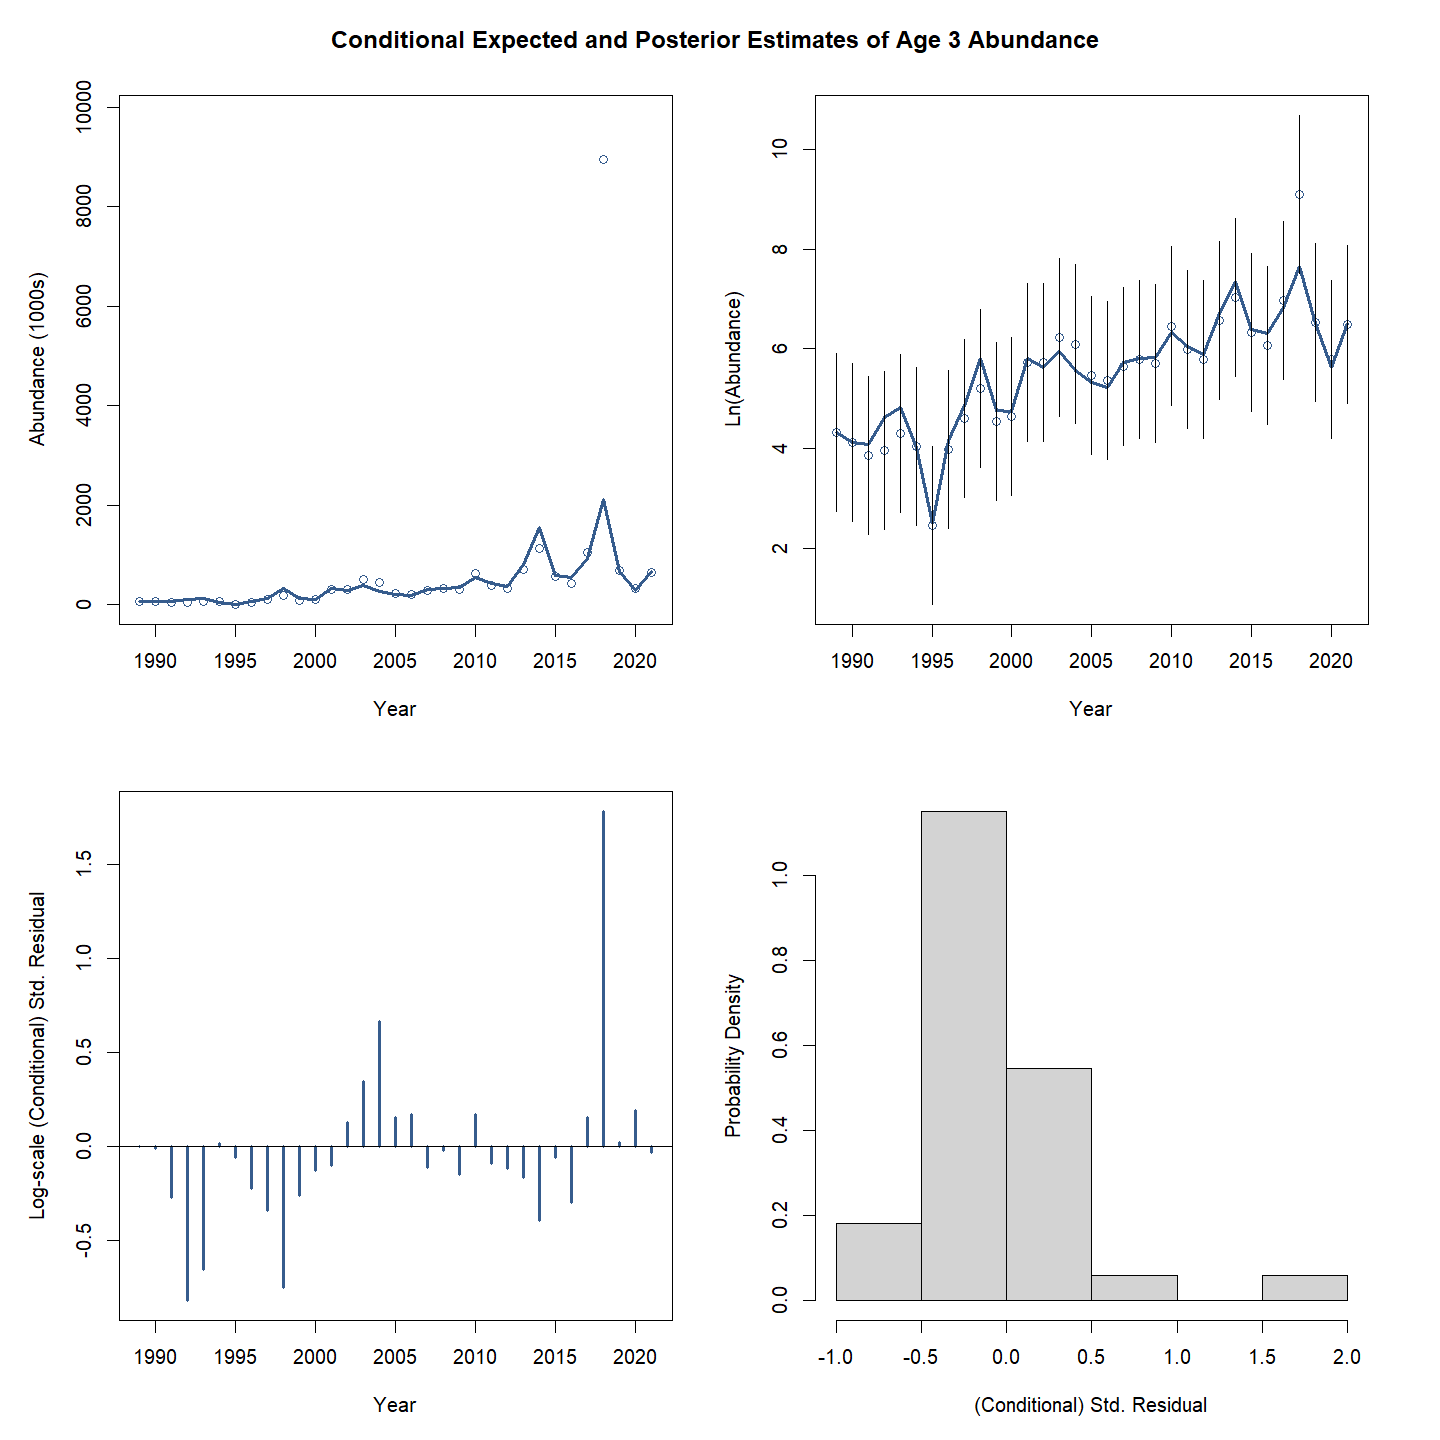 Conditional Expected and Posterior Estimates of Age 3 Abundance
Abundance (1000s)
10000
8000
6000
4000
2000
0
1990 1995 2000 2005 2010 2015 2020
Year
Ln(Abundance)
10
8
6
4
2
1990 1995 2000 2005 2010 2015 2020
Year
Log-scale (Conditional) Std. Residual
1.5
1.0
0.5
0.0
-0.5
1990 1995 2000 2005 2010 2015 2020
Year
Probability Density
1.0
0.8
0.6
0.4
0.2
0.0
-1.0 -0.5 0.0 0.5 1.0 1.5 2.0
(Conditional) Std. Residual